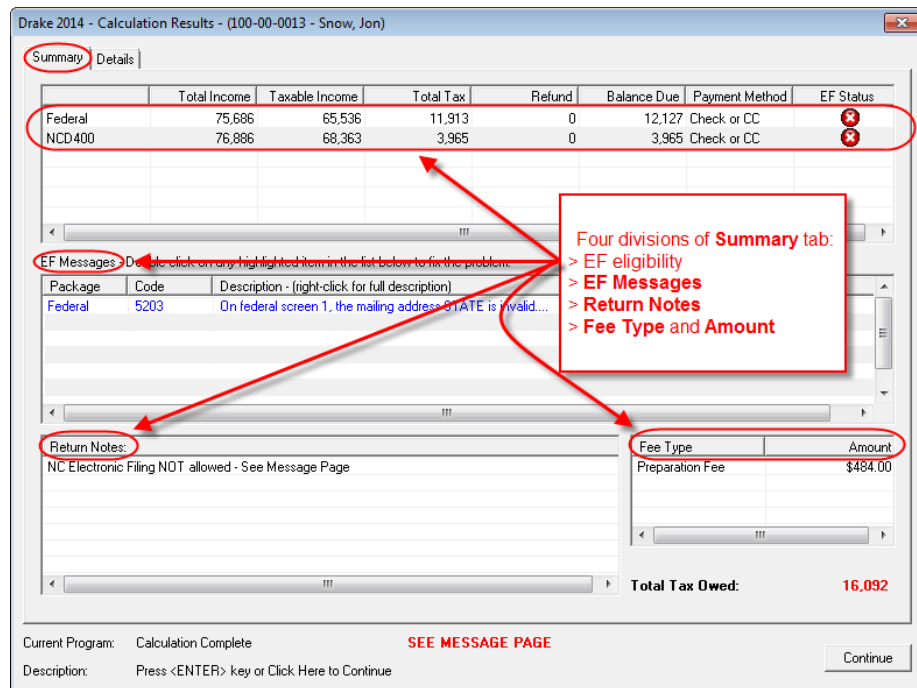 Drake 2014 - Calculation Results - (100-00-0013 - Snow, Jon)
Summary Details
Total Income Taxable Income Total Tax Refund Balance Due Payment Method EF Status
Federal 75,686 65,536 11,913 0 12,127 Check or CC
NCD400 76,886 68,363 3,965 0 3,965 Check or CC
Four divisions of Summary tab:
> EF eligibility
> EF Messages
> Return Notes
> Fee Type and Amount
EF Messages - Double click on any highlighted item in the list below to fix the problem.
Package Code Description - (right-click for full description)
Federal 5203 On federal screen 1, the mailing address STATE is invalid....
Return Notes:
NC Electronic Filing NOT allowed - See Message Page
Fee Type Amount
Preparation Fee $484.00
Total Tax Owed: 16,092
Current Program: Calculation Complete SEE MESSAGE PAGE
Description: Press <ENTER> key or Click Here to Continue
Continue